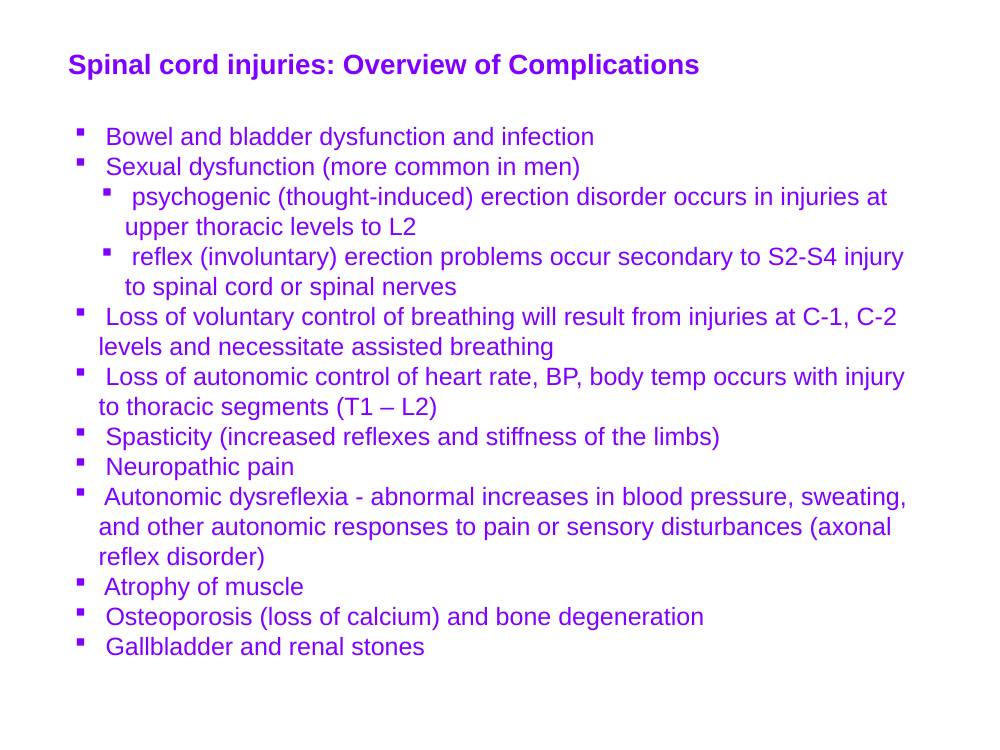 Spinal cord injuries: Overview of Complications
▪ Bowel and bladder dysfunction and infection
▪ Sexual dysfunction (more common in men)
▪ psychogenic (thought-induced) erection disorder occurs in injuries at
upper thoracic levels to L2
▪ reflex (involuntary) erection problems occur secondary to S2-S4 injury
to spinal cord or spinal nerves
▪ Loss of voluntary control of breathing will result from injuries at C-1, C-2
levels and necessitate assisted breathing
▪ Loss of autonomic control of heart rate, BP, body temp occurs with injury
to thoracic segments (T1 – L2)
▪ Spasticity (increased reflexes and stiffness of the limbs)
▪ Neuropathic pain
▪ Autonomic dysreflexia - abnormal increases in blood pressure, sweating,
and other autonomic responses to pain or sensory disturbances (axonal
reflex disorder)
▪ Atrophy of muscle
▪ Osteoporosis (loss of calcium) and bone degeneration
▪ Gallbladder and renal stones